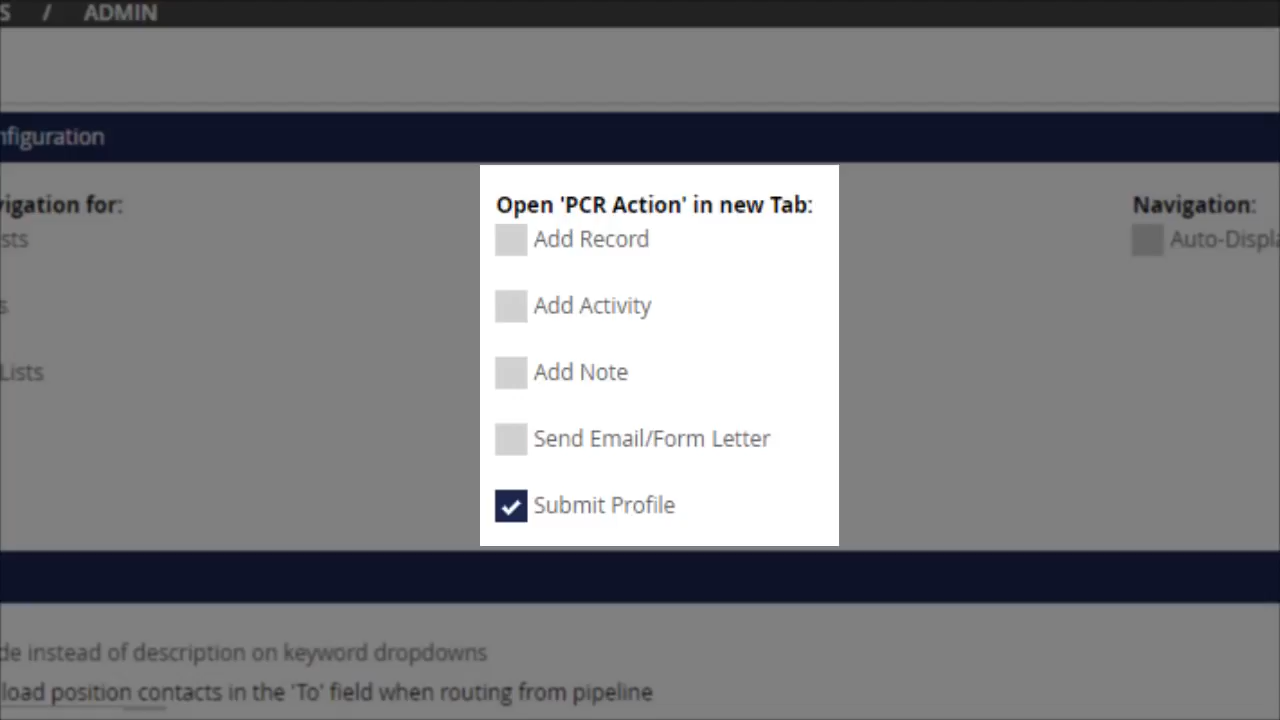 S / ADMIN
nfiguration
vigation for:
Open 'PCR Action' in new Tab:
Navigation:
sts
Add Record
Auto-Displa
s
Add Activity
Lists
Add Note
Send Email/Form Letter
Submit Profile
de instead of description on keyword dropdowns
load position contacts in the 'To' field when routing from pipeline